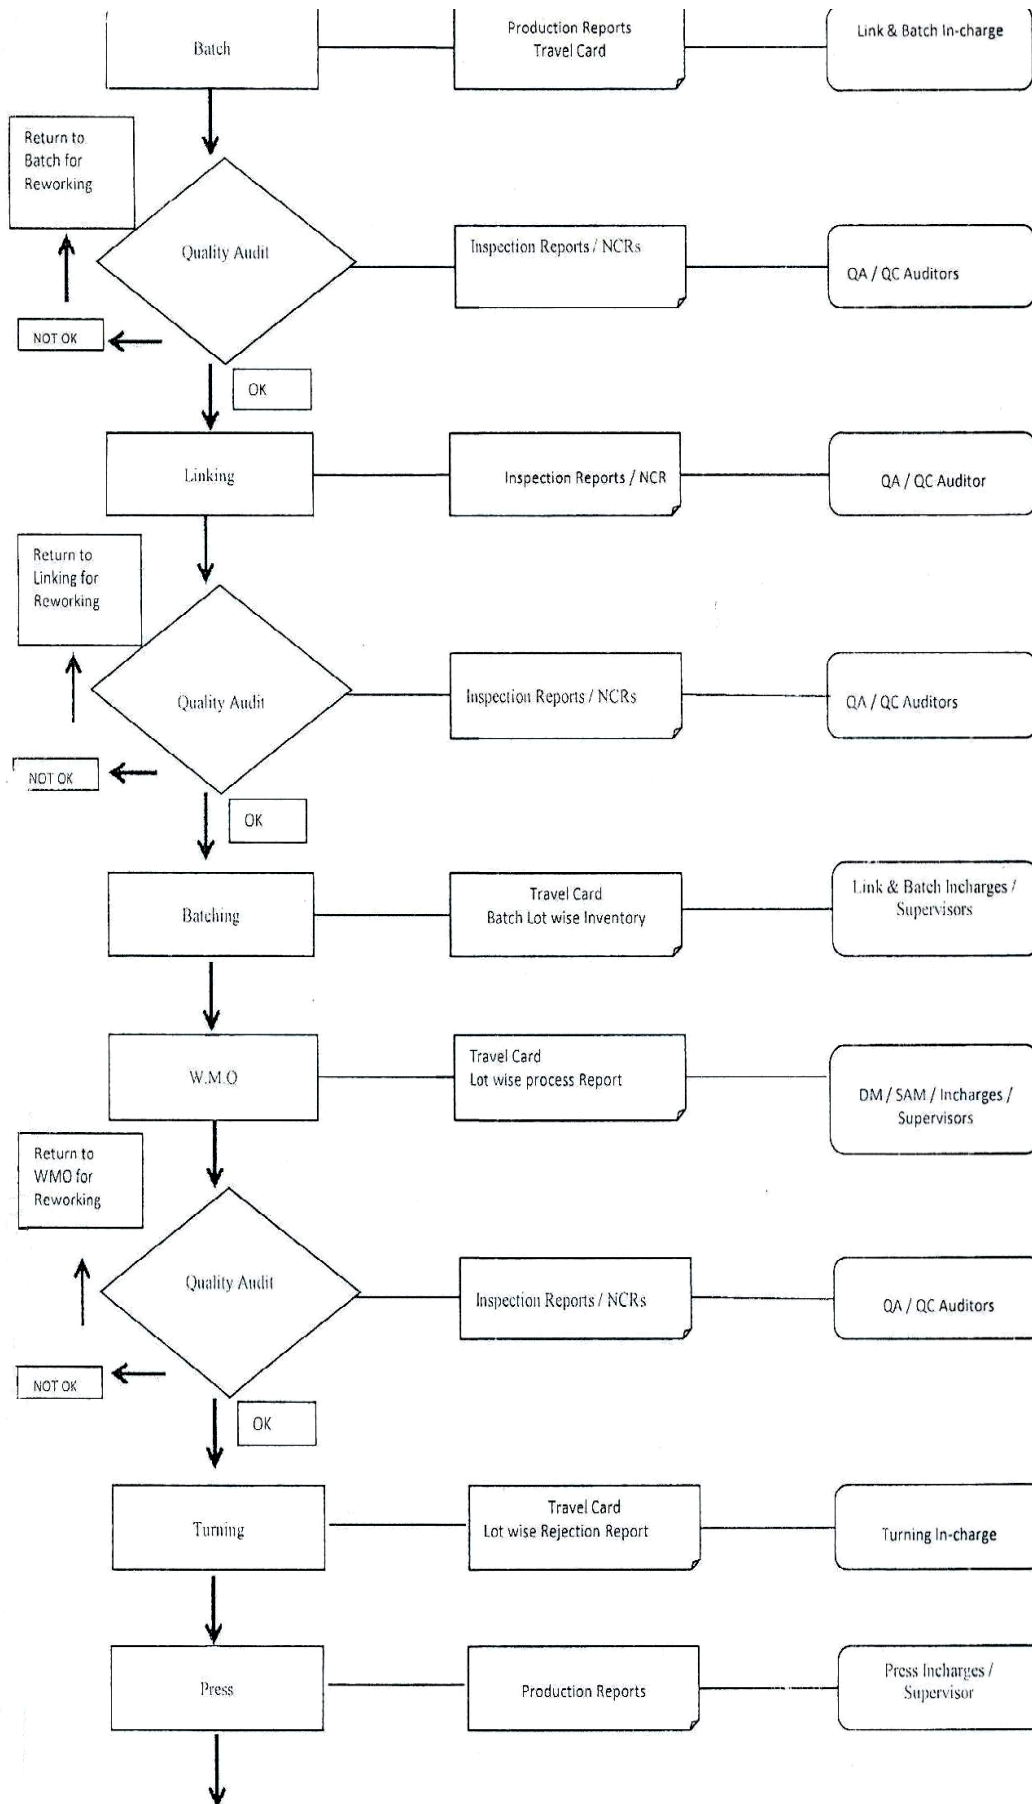 Batch
Production Reports
Travel Card
Link & Batch In-charge
Return to
Batch for
Reworking
Quality Audit
Inspection Reports / NCRs
QA / QC Auditors
NOT OK
OK
Linking
Inspection Reports / NCR
QA / QC Auditor
Return to
Linking for
Reworking
Quality Audit
Inspection Reports / NCRs
QA / QC Auditors
NOT OK
OK
Batching
Travel Card
Batch Lot wise Inventory
Link & Batch Incharges /
Supervisors
W.M.O
Travel Card
Lot wise process Report
DM / SAM / Incharges /
Supervisors
Return to
WMO for
Reworking
Quality Audit
Inspection Reports / NCRs
QA / QC Auditors
NOT OK
OK
Turning
Travel Card
Lot wise Rejection Report
Turning In-charge
Press
Production Reports
Press Incharges /
Supervisor